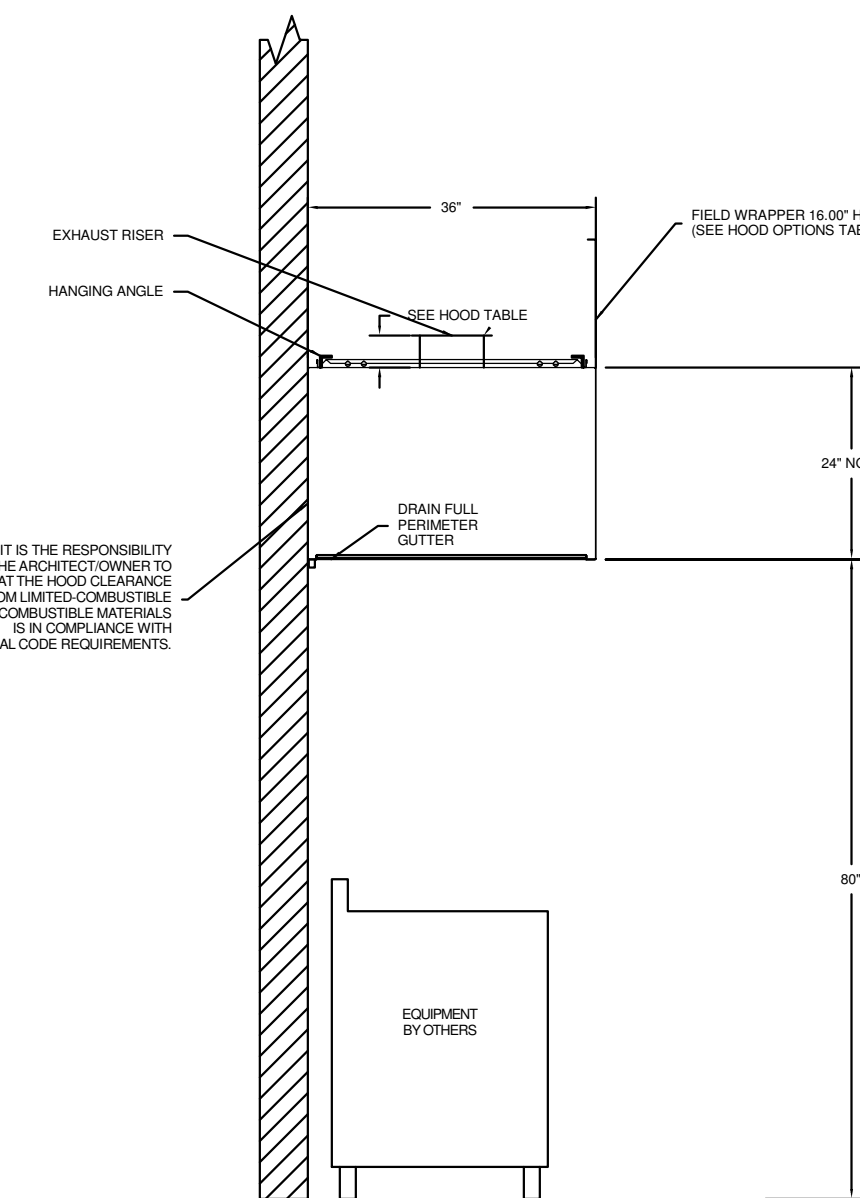 36"
FIELD WRAPPER 16.00" H
(SEE HOOD OPTIONS TAB
EXHAUST RISER
HANGING ANGLE
SEE HOOD TABLE
24" NO
DRAIN FULL
PERIMETER
GUTTER
IT IS THE RESPONSIBILITY
HE ARCHITECT/OWNER TO
AT THE HOOD CLEARANCE
OM LIMITED-COMBUSTIBLE
COMBUSTIBLE MATERIALS
IS IN COMPLIANCE WITH
AL CODE REQUIREMENTS.
80"
EQUIPMENT
BY OTHERS